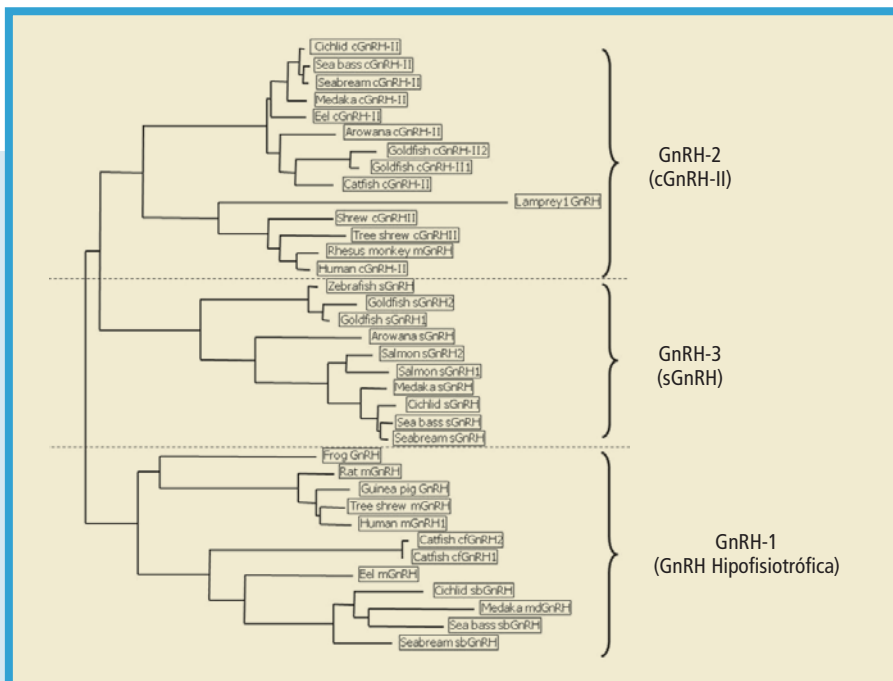 Cichlid cGnRH-II
Sea bass cGnRH-II
Seabream cGnRH-II
Medaka cGnRH-II
Eel cGnRH-II
Arowana cGnRH-II
Goldfish cGnRH-II2
Goldfish cGnRH-II1
Catfish cGnRH-II
Lamprey1 GnRH
Shrew cGnRHII
Tree shrew cGnRHII
Rhesus monkey mGnRH
Human cGnRH-II
GnRH-2
(cGnRH-II)
Zebrafish sGnRH
Goldfish sGnRH2
Goldfish sGnRH1
Arowana sGnRH
Salmon sGnRH2
Salmon sGnRH1
Medaka sGnRH
Cichlid sGnRH
Sea bass sGnRH
Seabream sGnRH
GnRH-3
(sGnRH)
Frog GnRH
Rat mGnRH
Guinea pig GnRH
Tree shrew mGnRH
Human mGnRH1
Catfish cfGnRH2
Catfish cfGnRH1
Eel mGnRH
Cichlid sbGnRH
Medaka mdGnRH
Sea bass sbGnRH
Seabream sbGnRH
GnRH-1
(GnRH Hipofisiotrófica)